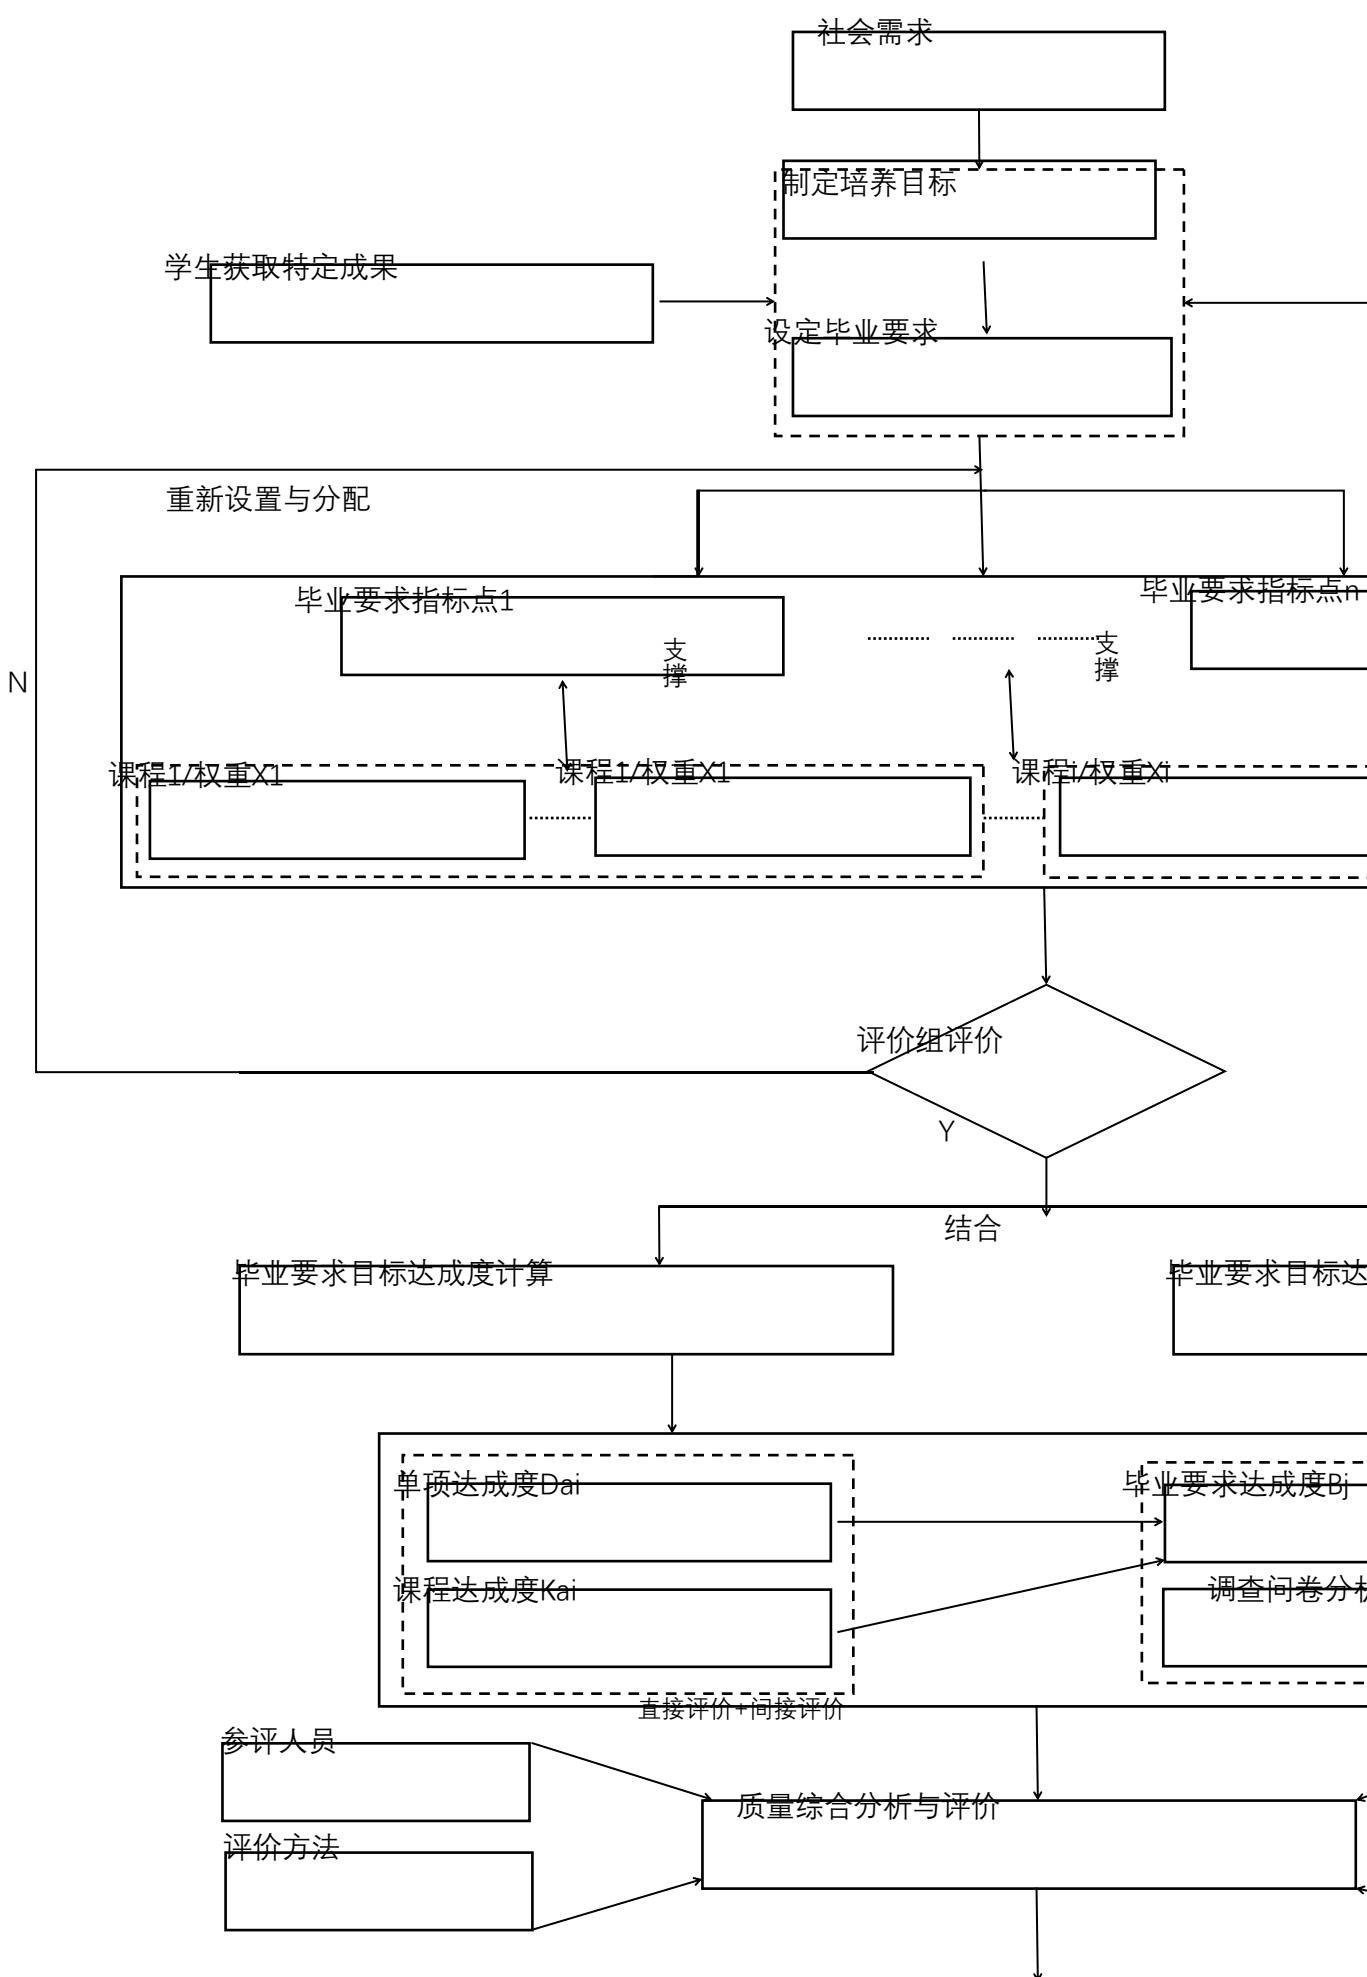 社会需求
制定培养目标
学生获取特定成果
设定毕业要求
重新设置与分配
毕业要求指标点1
毕业要求指标点n
支
撑
支
撑
N
课程1/权重X1
课程1/权重X1
课程i/权重Xi
评价组评价
Y
结合
毕业要求目标达成度计算
毕业要求目标达
单项达成度Dai
毕业要求达成度Bj
课程达成度Kai
调查问卷分析
直接评价+间接评价
参评人员
质量综合分析与评价
评价方法